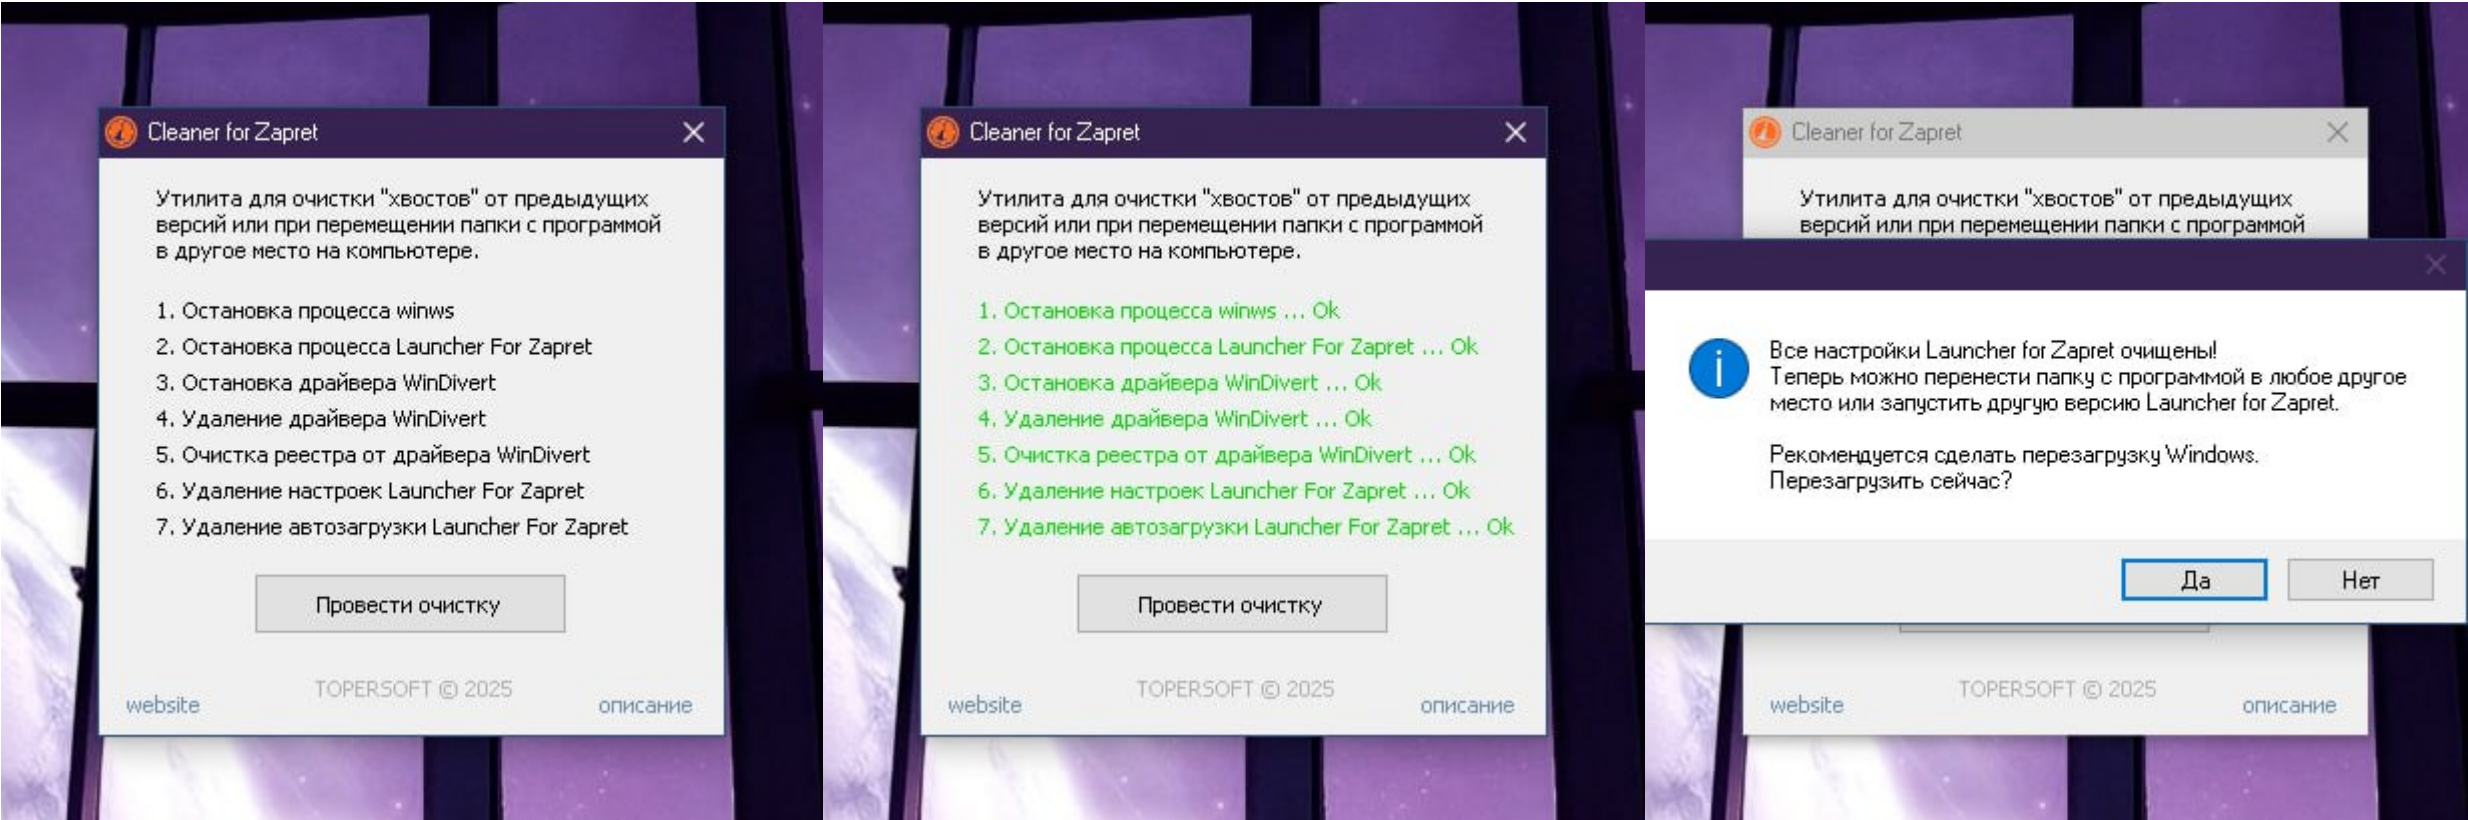 Cleaner for Zapret
Утилита для очистки "хвостов" от предыдущих
версий или при перемещении папки с программой
в другое место на компьютере.
1. Остановка процесса winws
2. Остановка процесса Launcher For Zapret
3. Остановка драйвера WinDivert
4. Удаление драйвера WinDivert
5. Очистка реестра от драйвера WinDivert
6. Удаление настроек Launcher For Zapret
7. Удаление автозагрузки Launcher For Zapret
Провести очистку
TOPERSOFT © 2025
website
описание
Cleaner for Zapret
Утилита для очистки "хвостов" от предыдущих
версий или при перемещении папки с программой
в другое место на компьютере.
1. Остановка процесса winws ... Ok
2. Остановка процесса Launcher For Zapret ... Ok
3. Остановка драйвера WinDivert ... Ok
4. Удаление драйвера WinDivert ... Ok
5. Очистка реестра от драйвера WinDivert ... Ok
6. Удаление настроек Launcher For Zapret ... Ok
7. Удаление автозагрузки Launcher For Zapret ... Ok
Провести очистку
TOPERSOFT © 2025
website
описание
Cleaner for Zapret
Утилита для очистки "хвостов" от предыдущих
версий или при перемещении папки с программой
Все настройки Launcher for Zapret очищены!
Теперь можно перенести папку с программой в любое другое
место или запустить другую версию Launcher for Zapret.
Рекомендуется сделать перезагрузку Windows.
Перезагрузить сейчас?
Да
Нет
TOPERSOFT © 2025
website
описание